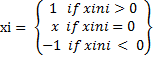 1 if xini > 0
xi = { x if xini = 0
−1 if xini < 0